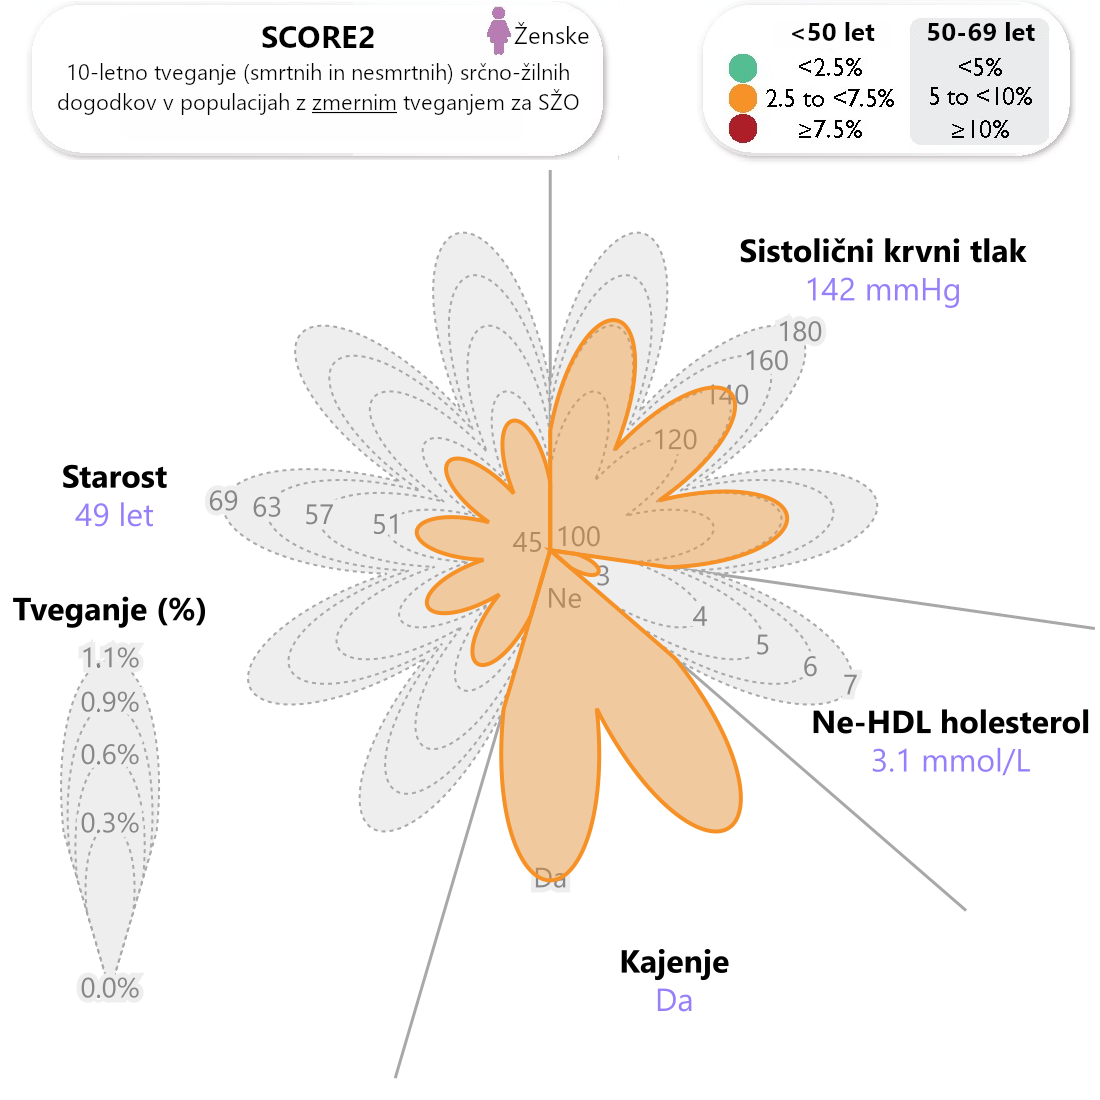 SCORE2
Ženske
10-letno tveganje (smrtnih in nesmrtnih) srčno-žilnih
dogodkov v populacijah z zmernim tveganjem za SŽO
<50 let
50-69 let
<2.5%
<5%
2.5 to <7.5%
5 to <10%
≥7.5%
≥10%
Sistolični krvni tlak
142 mmHg
180
160
140
120
100
Starost
49 let
69
63
57
51
45
Ne
3
4
5
6
7
Tveganje (%)
1.1%
0.9%
0.6%
0.3%
0.0%
Ne-HDL holesterol
3.1 mmol/L
Da
Kajenje
Da